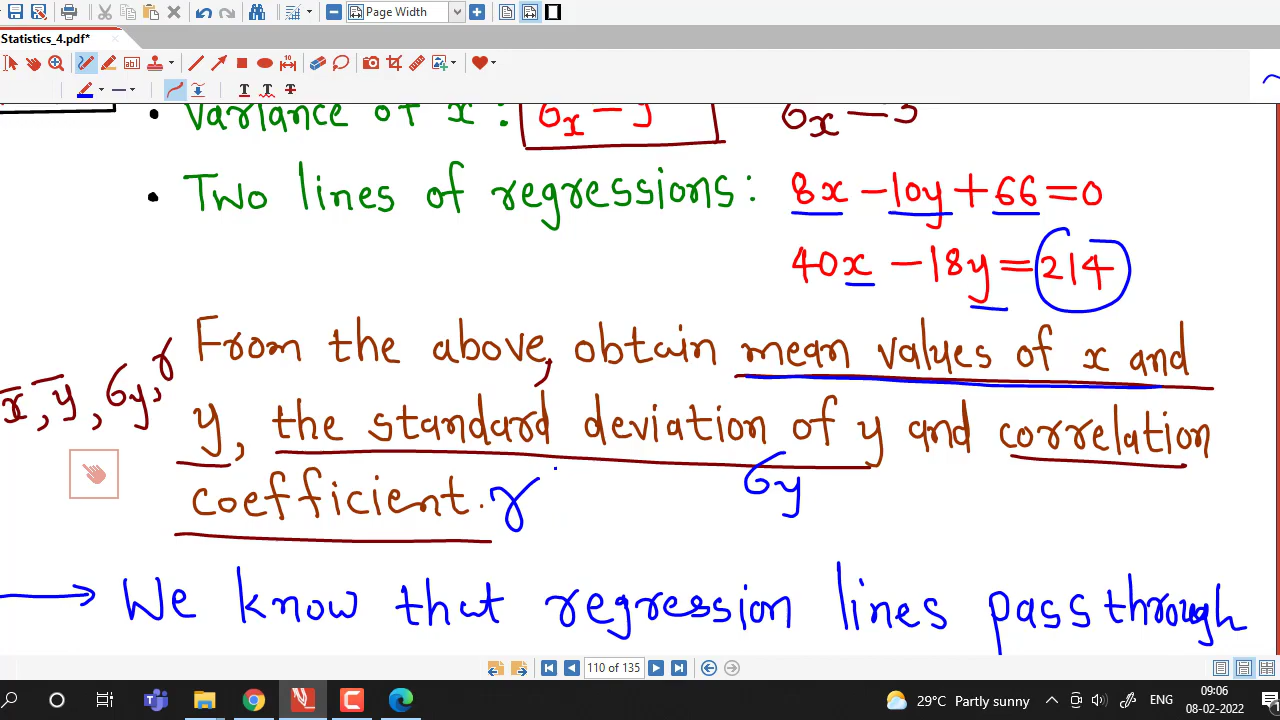 Page Width
Statistics_4.pdf*
• Variance of x : σx = 3 σx = 3
• Two lines of regressions: 8x - 10y + 66 = 0
40x - 18y = 214
From the above, obtain mean values of x and
x̄, ȳ, σy, r
y, the standard deviation of y and correlation
σy
coefficient. r
→ We know that regression lines pass through
110 of 135
29°C Partly sunny
ENG
09:06
08-02-2022